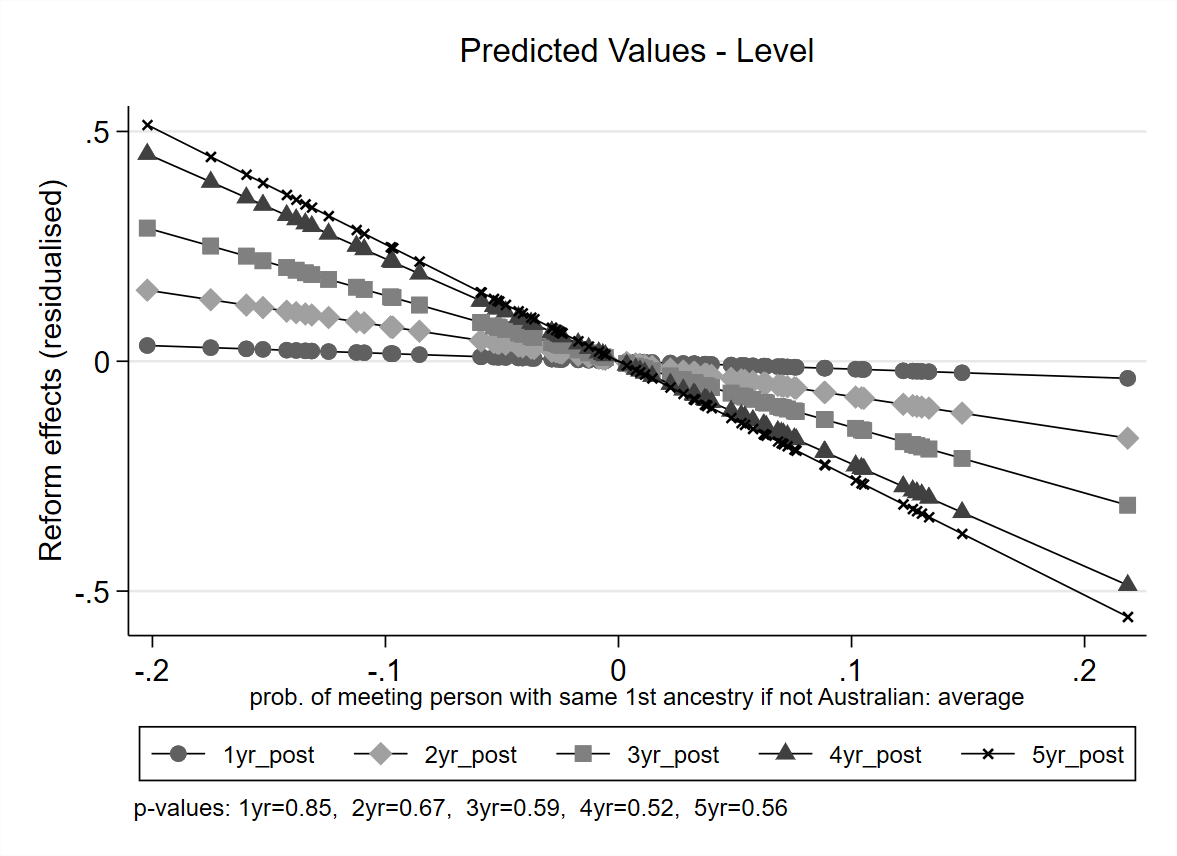 Predicted Values - Level
Reform effects (residualised)
.5
0
-.5
-.2 -.1 0 .1 .2
prob. of meeting person with same 1st ancestry if not Australian: average
1yr_post 2yr_post 3yr_post 4yr_post 5yr_post
p-values: 1yr=0.85, 2yr=0.67, 3yr=0.59, 4yr=0.52, 5yr=0.56